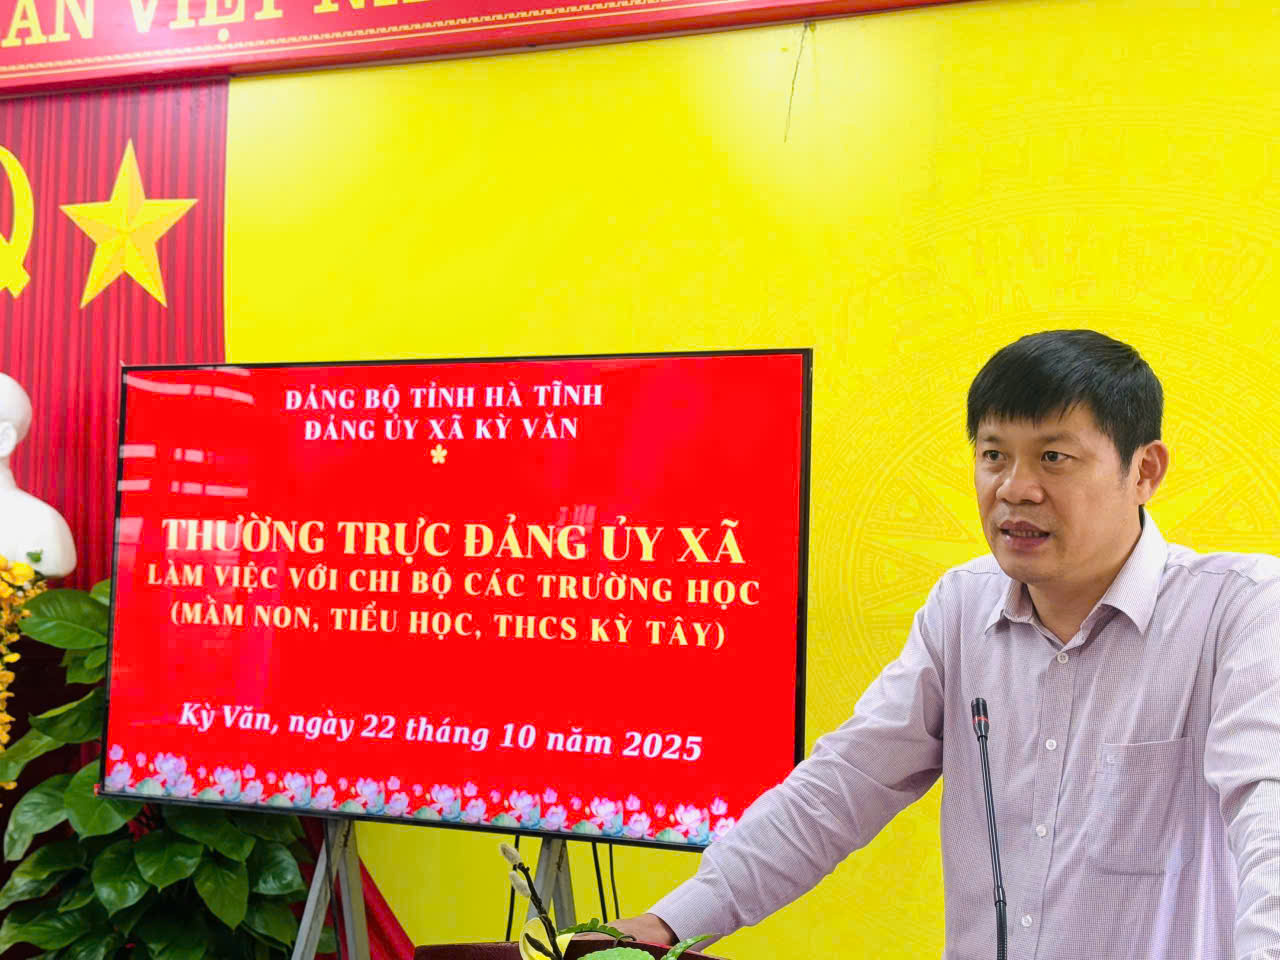 VIỆT
ĐẢNG BỘ TỈNH HÀ TĨNH
ĐẢNG ỦY XÃ KỲ VĂN
THƯỜNG TRỰC ĐẢNG ỦY XÃ
LÀM VIỆC VỚI CHI BỘ CÁC TRƯỜNG HỌC
(MẦM NON, TIỂU HỌC, THCS KỲ TÂY)
Kỳ Văn, ngày 22 tháng 10 năm 2025